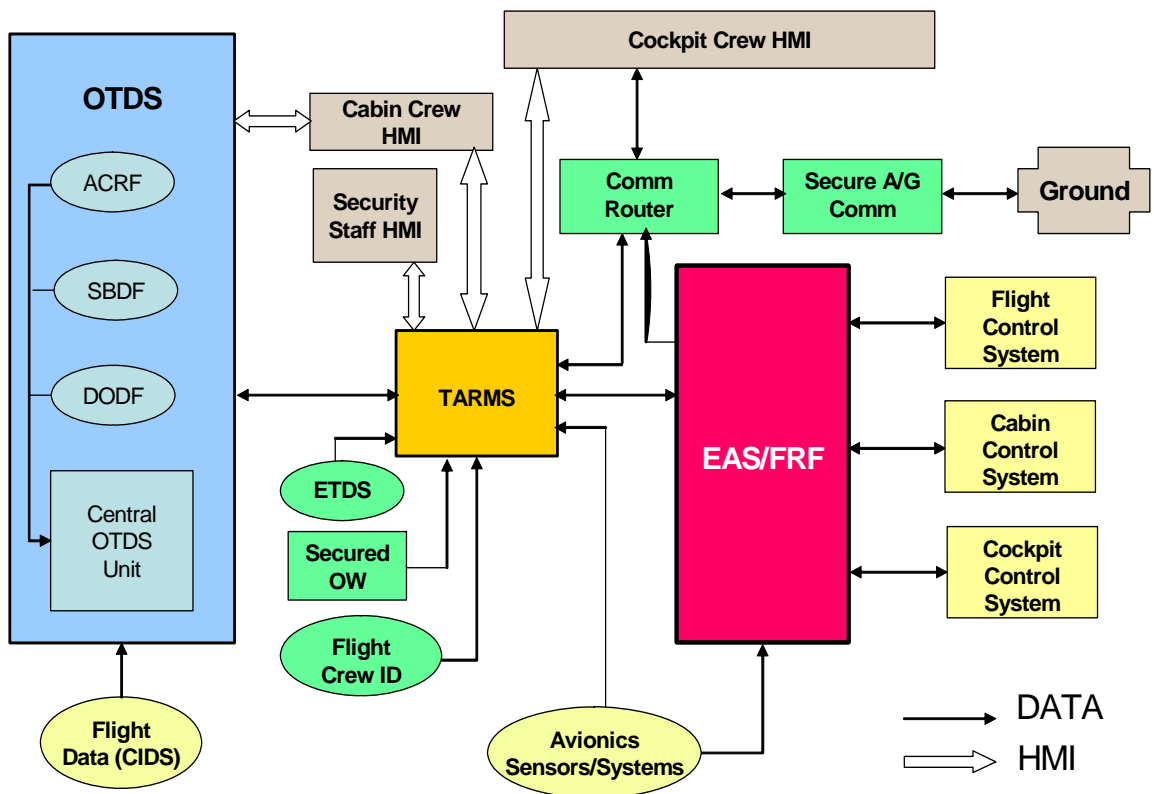 Cockpit Crew HMI
OTDS
Cabin Crew
HMI
ACRF
Security
Staff HMI
Comm
Router
Secure A/G
Comm
Ground
SBDF
Flight
Control
System
DODF
TARMS
EAS/FRF
Cabin
Control
System
ETDS
Central
OTDS
Unit
Secured
OW
Cockpit
Control
System
Flight
Crew ID
Flight
Data (CIDS)
Avionics
Sensors/Systems
DATA
HMI